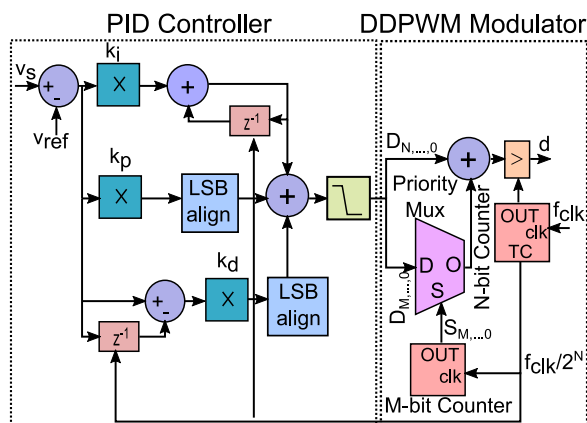 PID Controller
DDPWM Modulator
k_i
v_s
+
-
X
+
v_ref
z^-1
D_N,...,0
+
>
d
k_p
X
LSB
align
+
Priority
Mux
N-bit Counter
OUT
clk
TC
f_clk
k_d
D
O
S
D_M,...0
+
-
X
LSB
align
z^-1
S_M,...0
OUT
clk
f_clk/2^N
M-bit Counter